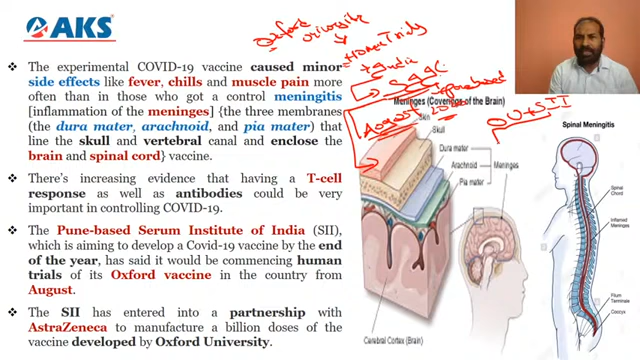 AKS
The experimental COVID-19 vaccine caused minor
side effects like fever, chills and muscle pain more
often than in those who got a control meningitis
[inflammation of the meninges] {the three membranes
(the dura mater, arachnoid, and pia mater) that
line the skull and vertebral canal and enclose the
brain and spinal cord} vaccine.
There's increasing evidence that having a T-cell
response as well as antibodies could be very
important in controlling COVID-19.
The Pune-based Serum Institute of India (SII),
which is aiming to develop a Covid-19 vaccine by the end
of the year, has said it would be commencing human
trials of its Oxford vaccine in the country from
August.
The SII has entered into a partnership with
AstraZeneca to manufacture a billion doses of the
vaccine developed by Oxford University.
Oxford University
Human Trials
India
August
OU + SII
Meninges (Covering of the Brain)
Skin
Skull
Dura mater
Arachnoid
Meninges
Pia mater
Cerebral Cortex (Brain)
Spinal Meningitis
Spinal
Chord
Inflamed
Meninges
Filum
Terminale
Coccyx